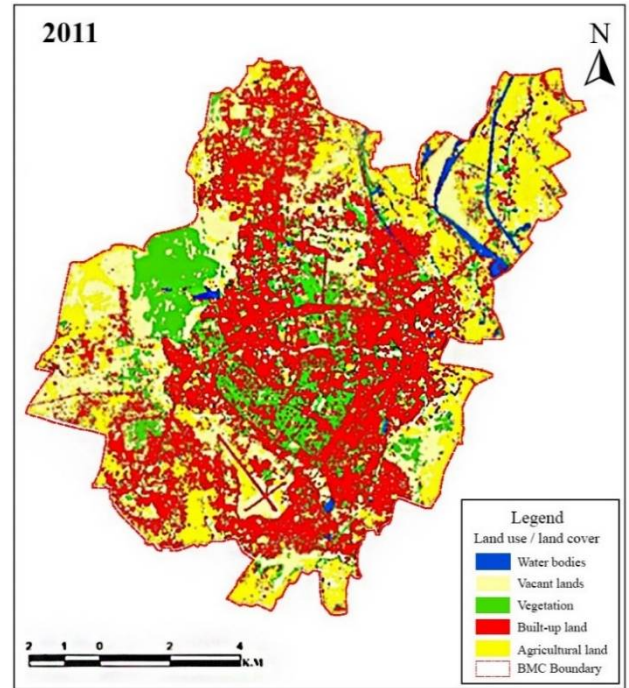 2011
N
Legend
Land use / land cover
Water bodies
Vacant lands
Vegetation
Built-up land
Agricultural land
BMC Boundary
2 1 0 2 4
K.M